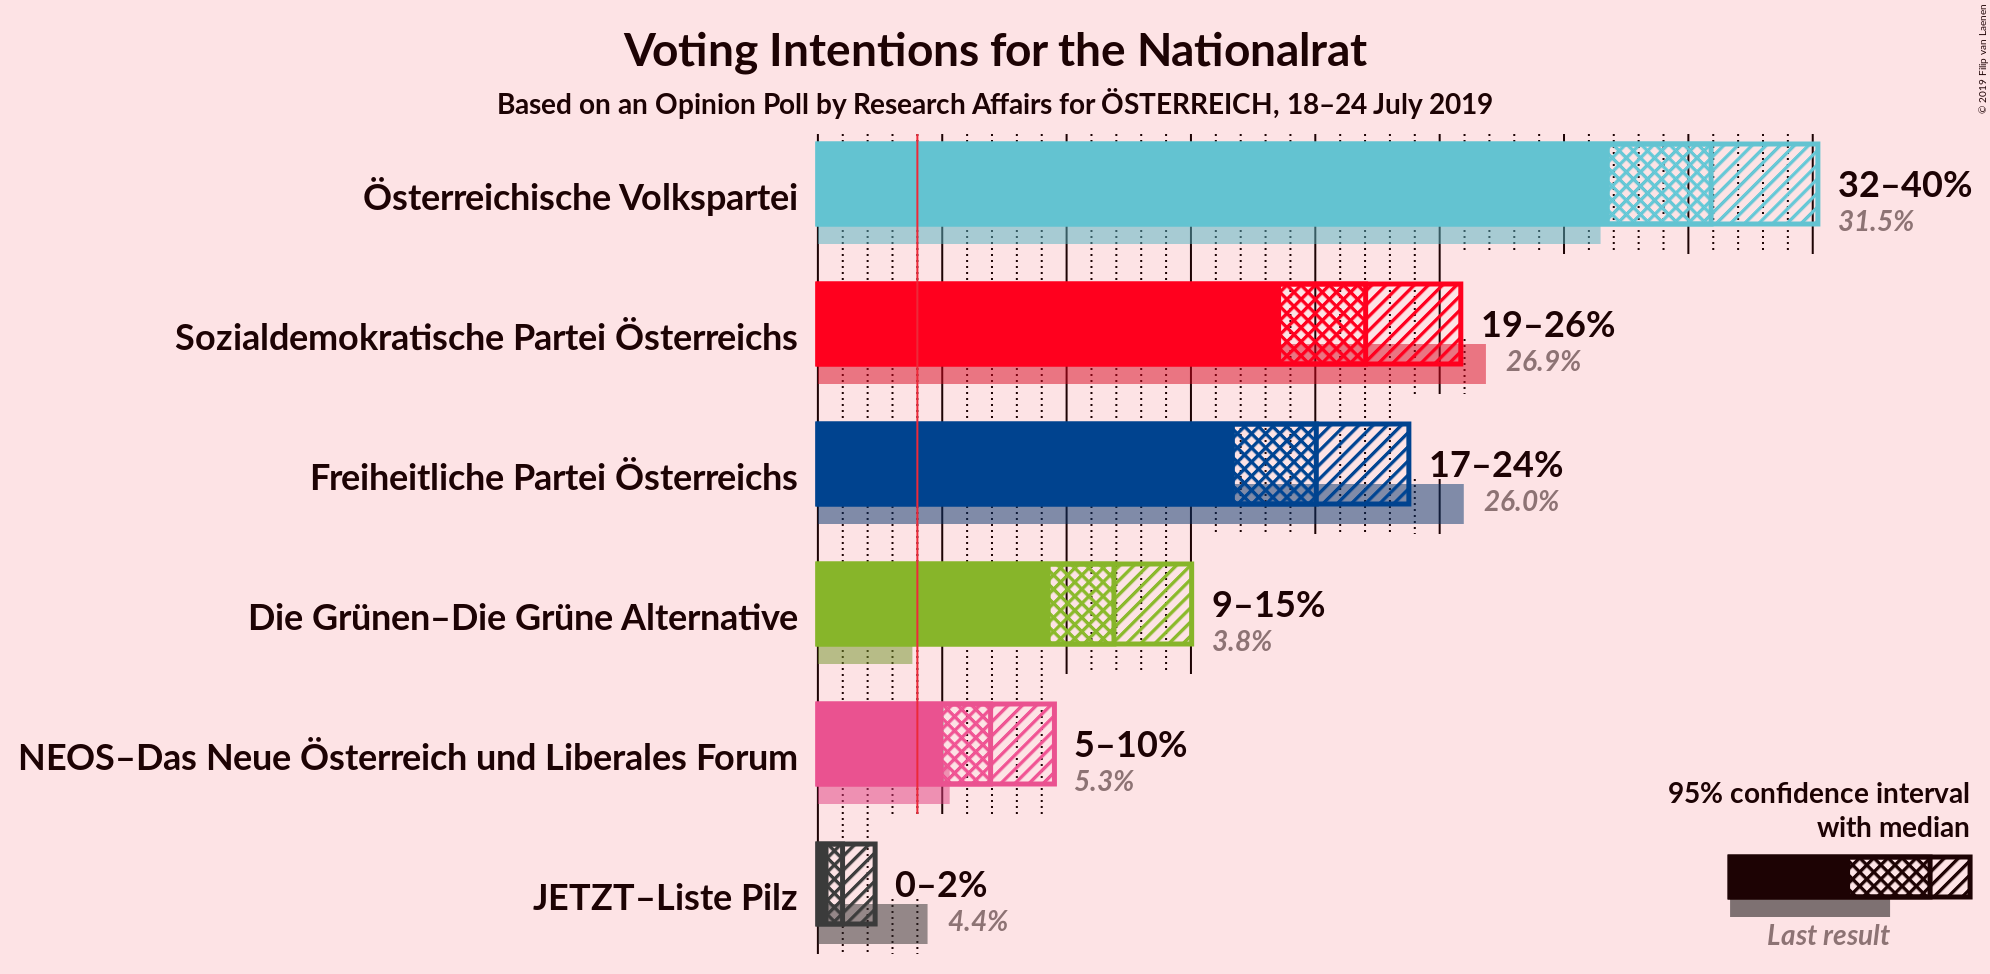 Voting Intentions for the Nationalrat
Based on an Opinion Poll by Research Affairs for ÖSTERREICH, 18–24 July 2019
© 2019 Filip van Laenen
Österreichische Volkspartei
32–40%
31.5%
Sozialdemokratische Partei Österreichs
19–26%
26.9%
Freiheitliche Partei Österreichs
17–24%
26.0%
Die Grünen–Die Grüne Alternative
9–15%
3.8%
NEOS–Das Neue Österreich und Liberales Forum
5–10%
5.3%
JETZT–Liste Pilz
0–2%
4.4%
95% confidence interval
with median
Last result